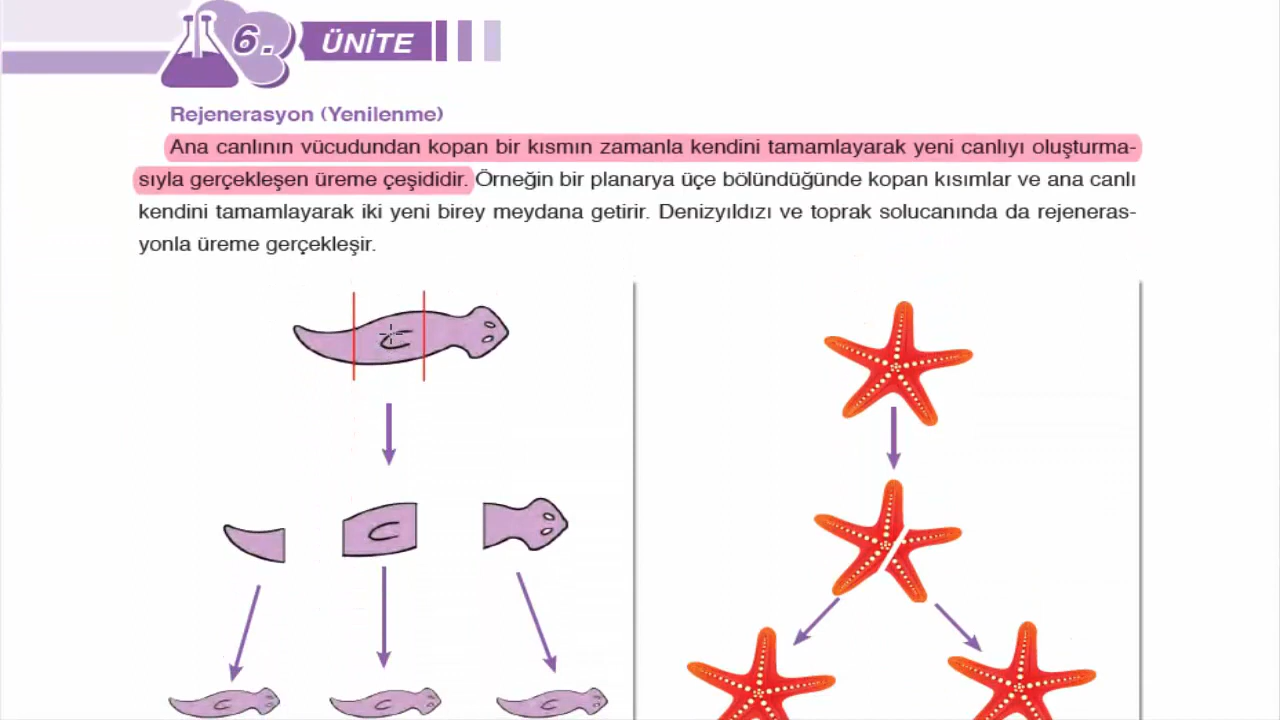 6.
ÜNİTE
Rejenerasyon (Yenilenme)
Ana canlının vücudundan kopan bir kısmın zamanla kendini tamamlayarak yeni canlıyı oluşturma-
sıyla gerçekleşen üreme çeşididir. Örneğin bir planarya üçe bölündüğünde kopan kısımlar ve ana canlı
kendini tamamlayarak iki yeni birey meydana getirir. Denizyıldızı ve toprak solucanında da rejeneras-
yonla üreme gerçekleşir.